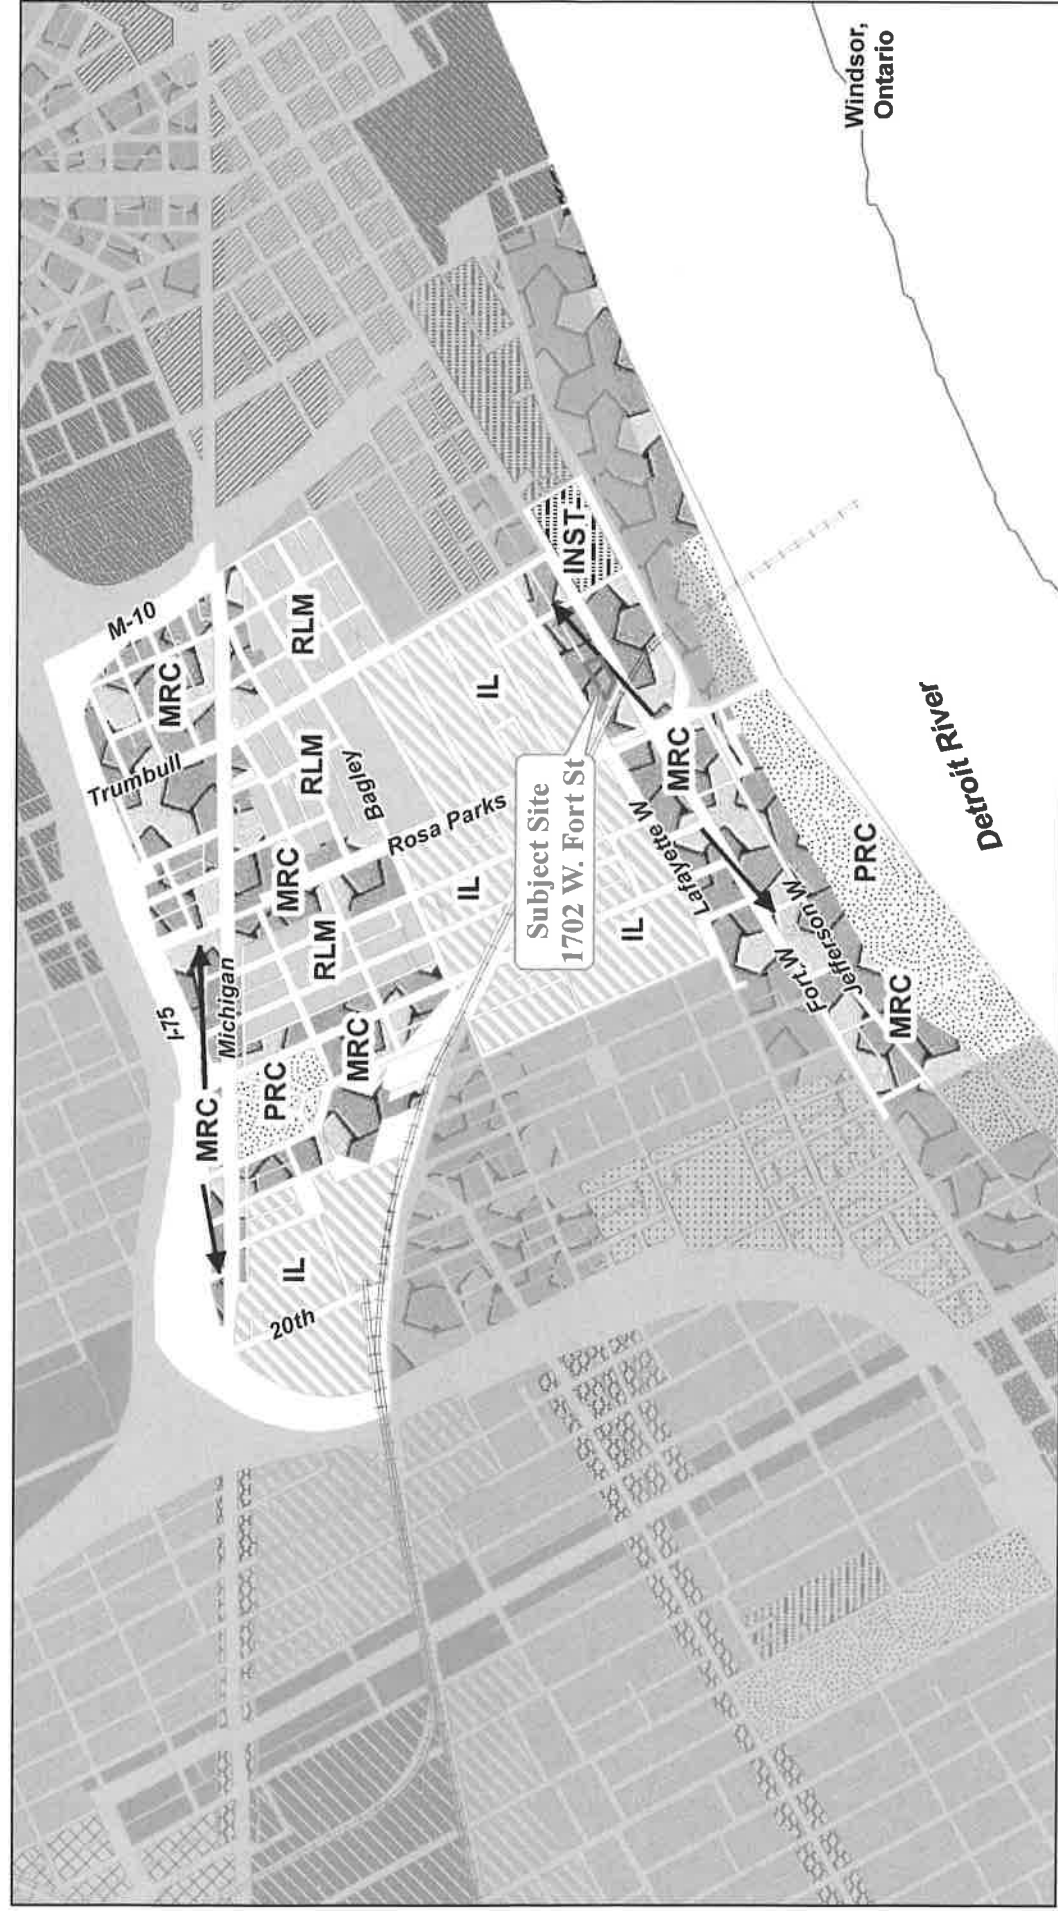 M-10
I-75
MRC
Trumbull
MRC
Michigan
MRC
RLM
RLM
RLM
Bagley
Rosa Parks
PRC
MRC
20th
IL
IL
IL
IL
INST
Subject Site
1702 W. Fort St
Lafayette W
MRC
Fort W
Jefferson W
MRC
PRC
Detroit River
Windsor,
Ontario